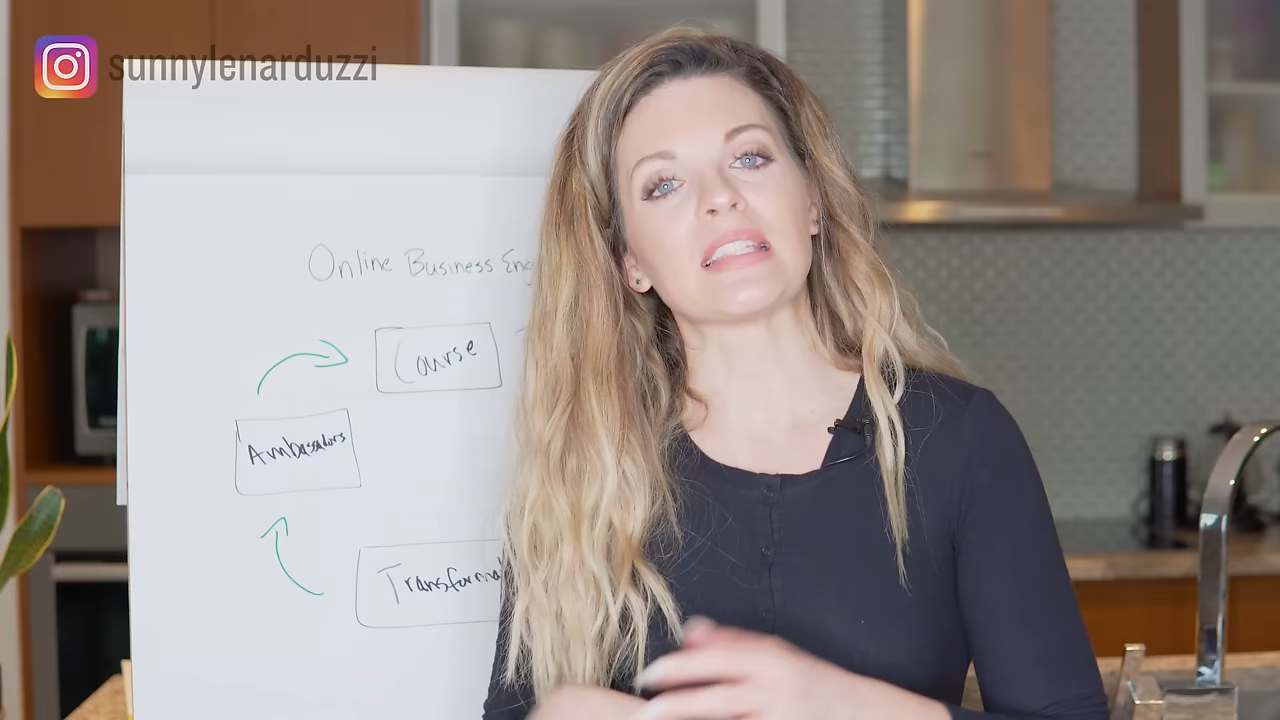 sunnylenarduzzi
Online Business Eng
Course
Ambassadors
Transforma